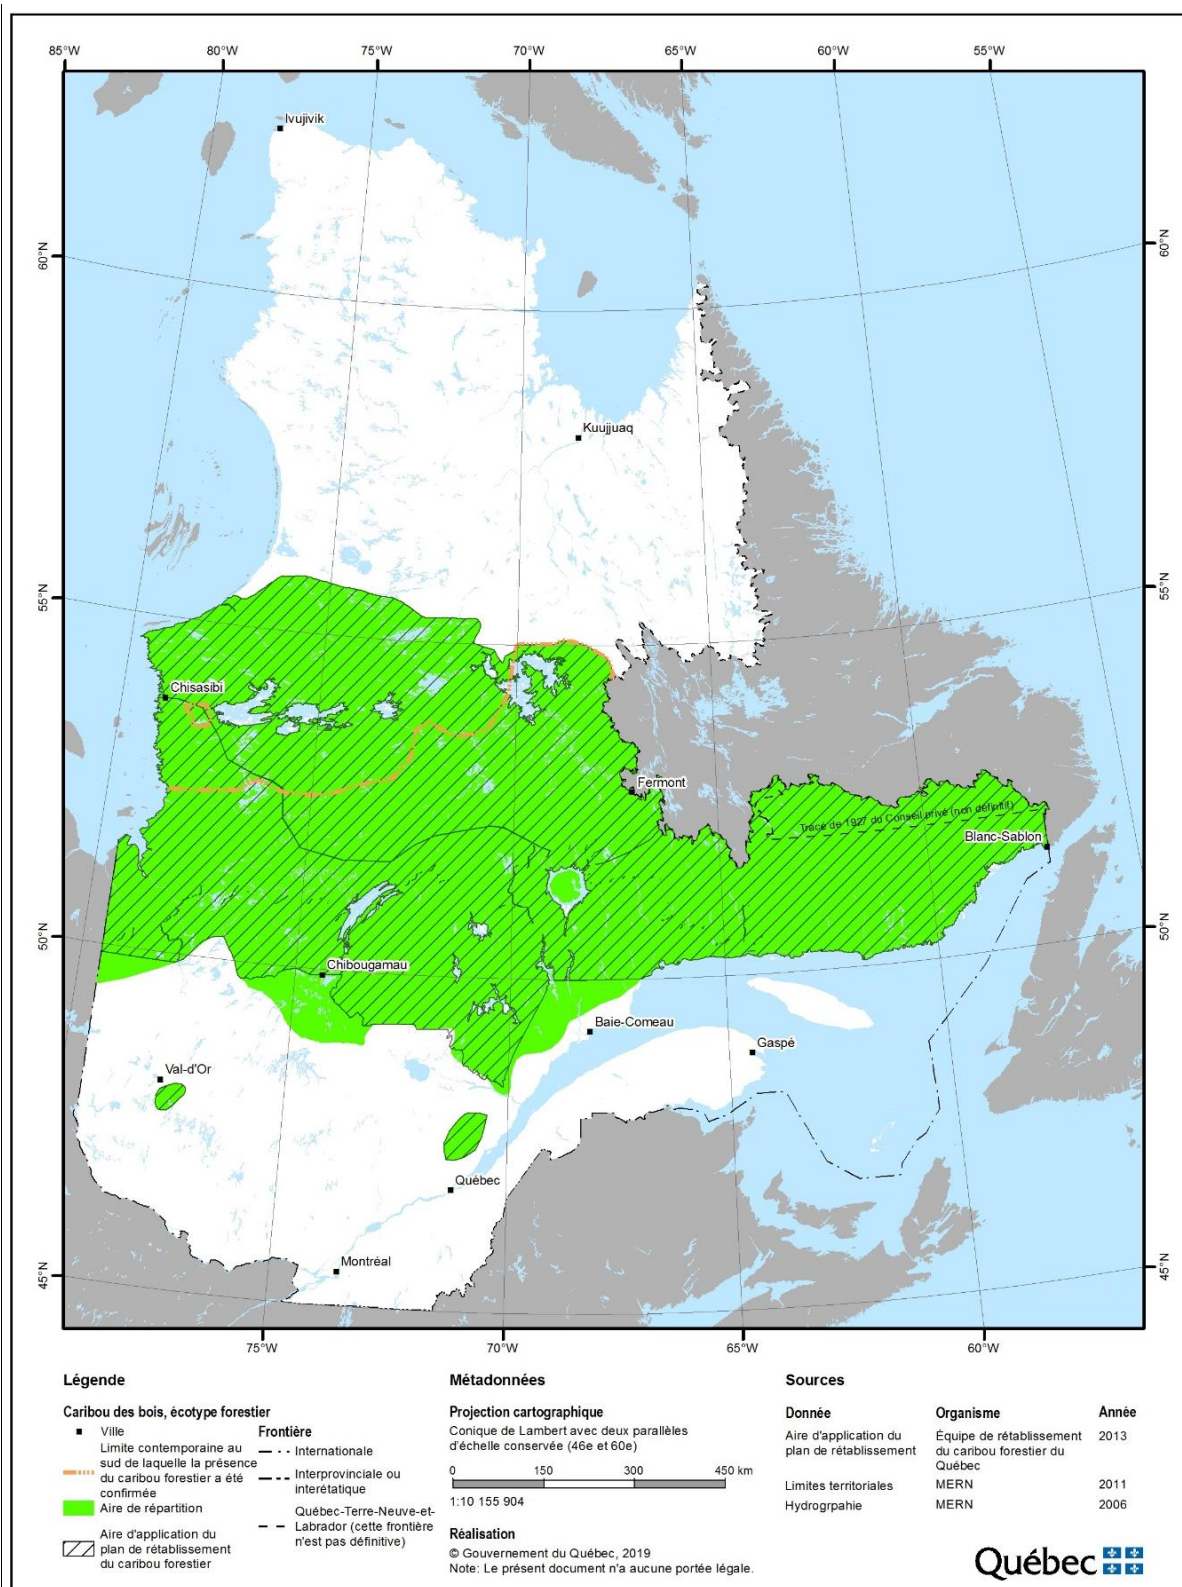 85°W 80°W 75°W 70°W 65°W 60°W 55°W
Ivujivik
60°N 60°N
Kuujjuaq
55°N 55°N
Chisasibi
Fermont
Tracé de 1927 du Conseil privé (non définitif)
Blanc-Sablon
50°N 50°N
Chibougamau
Baie-Comeau
Gaspé
Val-d'Or
Québec
Montréal
45°N 45°N
75°W 70°W 65°W 60°W
Légende
Caribou des bois, écotype forestier
Ville
Limite contemporaine au
sud de laquelle la présence
du caribou forestier a été
confirmée
Aire de répartition
Aire d'application du
plan de rétablissement
du caribou forestier
Frontière
Internationale
Interprovinciale ou
interétatique
Québec-Terre-Neuve-et-
Labrador (cette frontière
n'est pas définitive)
Métadonnées
Projection cartographique
Conique de Lambert avec deux parallèles
d'échelle conservée (46e et 60e)
0 150 300 450 km
1:10 155 904
Réalisation
© Gouvernement du Québec, 2019
Note: Le présent document n'a aucune portée légale.
Sources
Donnée Organisme Année
Aire d'application du
plan de rétablissement
Équipe de rétablissement
du caribou forestier du
Québec
2013
Limites territoriales MERN 2011
Hydrogrpahie MERN 2006
Québec